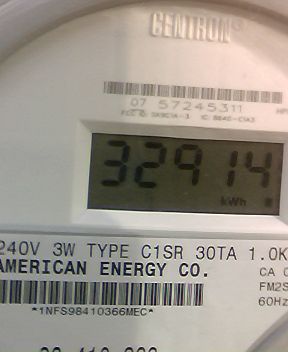 CENTRON®
07 57245311
32914
kWh
240V 3W TYPE C1SR 30TA 1.0K
AMERICAN ENERGY CO.
CA 0
FM2S
60Hz
*1NFS98410366MEC*